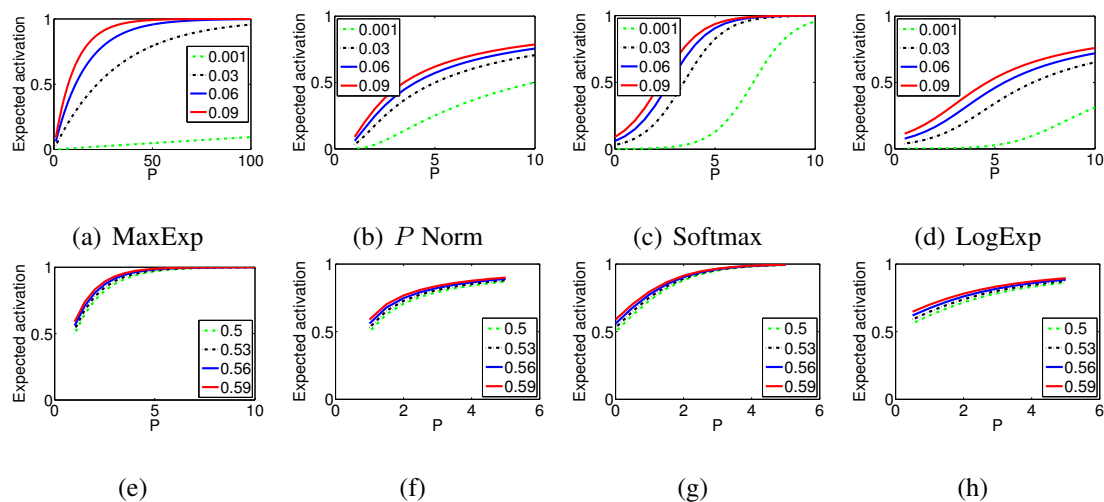 Expected activation
1
0.5
0
0 50 100
P
0.001
0.03
0.06
0.09
(a) MaxExp
Expected activation
1
0.5
0
0 5 10
P
0.001
0.03
0.06
0.09
(b) P Norm
Expected activation
1
0.5
0
0 5 10
P
0.001
0.03
0.06
0.09
(c) Softmax
Expected activation
1
0.5
0
0 5 10
P
0.001
0.03
0.06
0.09
(d) LogExp
Expected activation
1
0.5
0
0 5 10
P
0.5
0.53
0.56
0.59
(e)
Expected activation
1
0.5
0
0 2 4 6
P
0.5
0.53
0.56
0.59
(f)
Expected activation
1
0.5
0
0 2 4 6
P
0.5
0.53
0.56
0.59
(g)
Expected activation
1
0.5
0
0 2 4 6
P
0.5
0.53
0.56
0.59
(h)